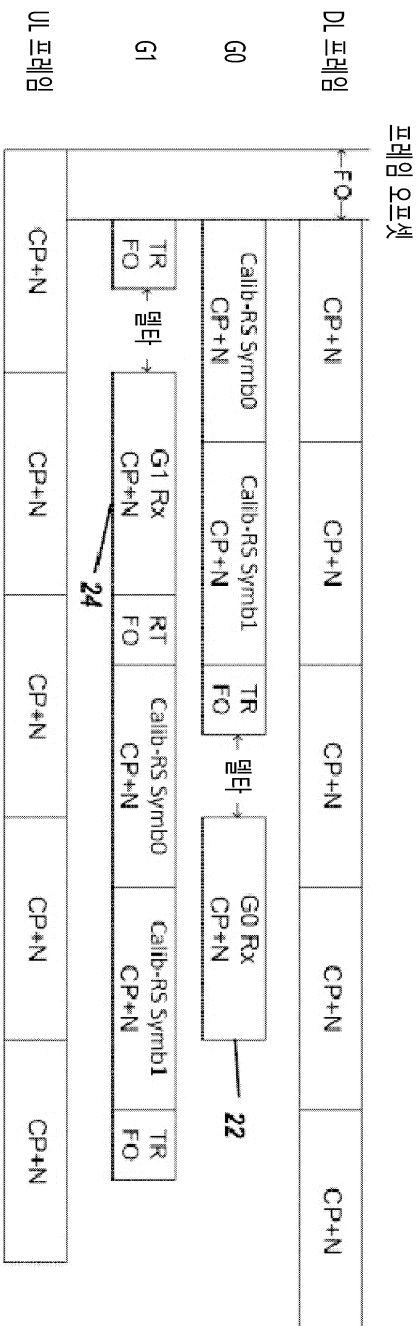 프레임 오프셋
FO
DL 프레임
CP+N
CP+N
CP+N
CP+N
CP+N
G0
Calib-RS Symb0
CP+N
Calib-RS Symb1
CP+N
TR
FO
델타
G0 Rx
CP+N
22
G1
TR
FO
델타
G1 Rx
CP+N
24
RT
FO
Calib-RS Symb0
CP+N
Calib-RS Symb1
CP+N
TR
FO
UL 프레임
CP+N
CP+N
CP+N
CP+N
CP+N